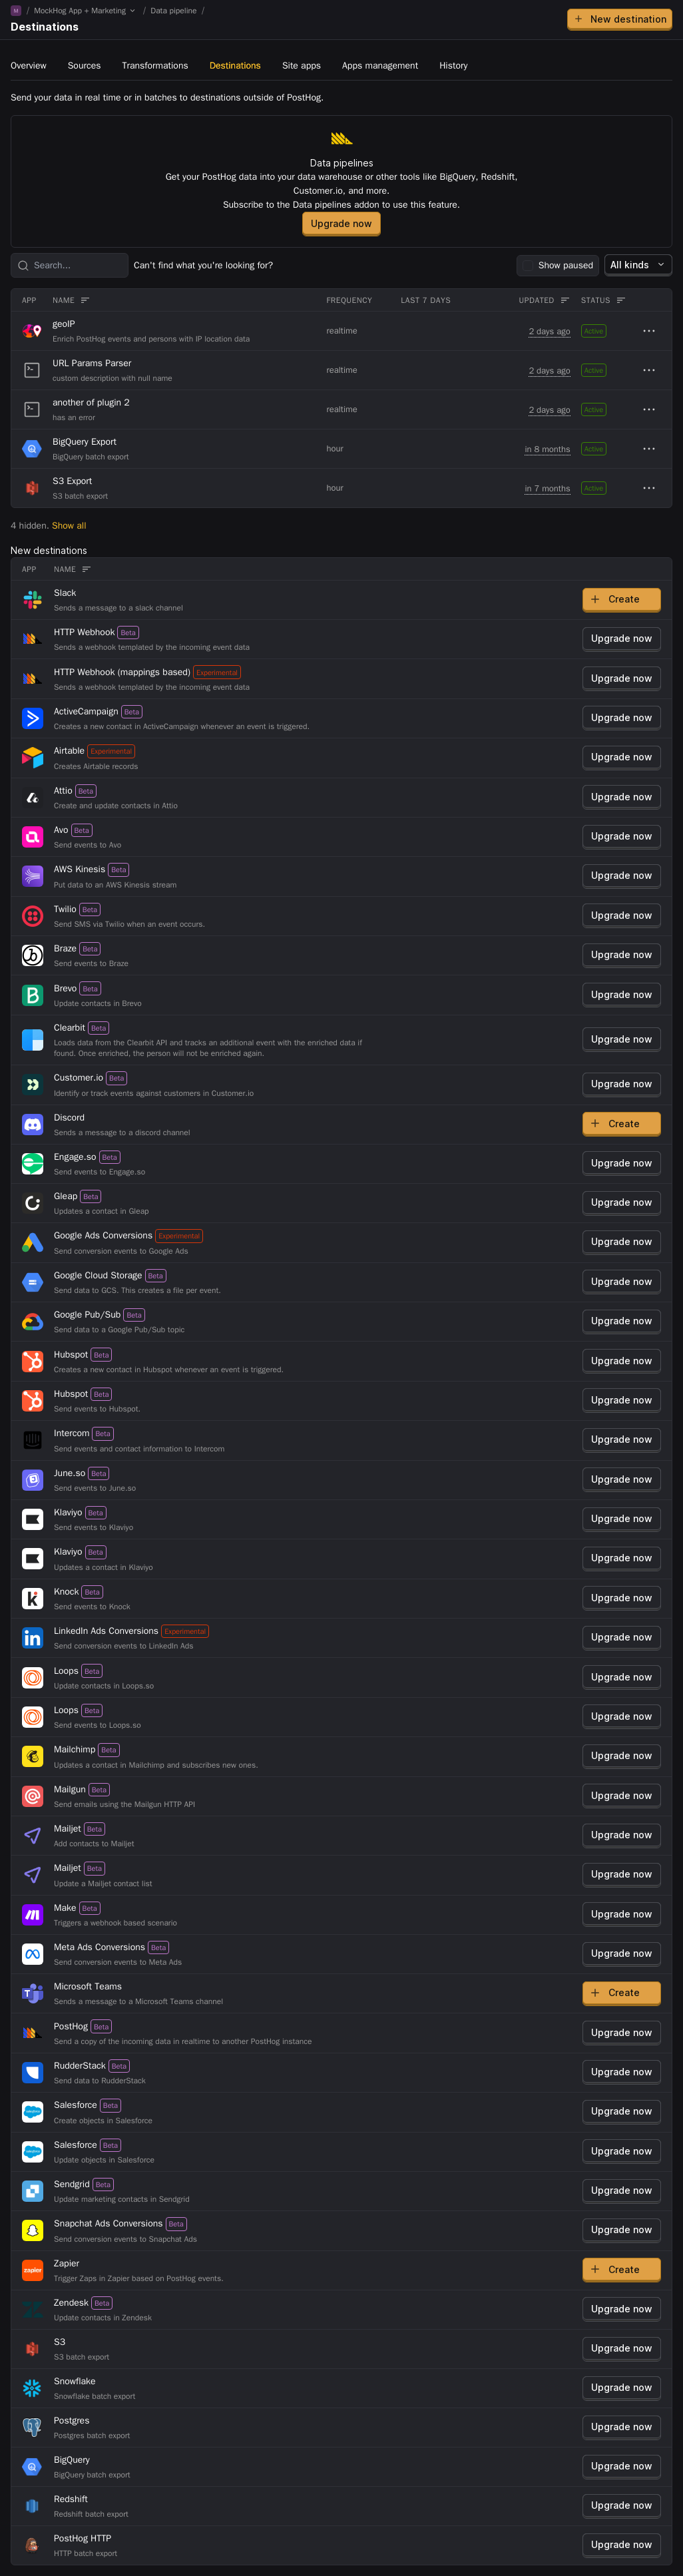 M / MockHog App + Marketing / Data pipeline /
Destinations
New destination
Overview Sources Transformations Destinations Site apps Apps management History
Send your data in real time or in batches to destinations outside of PostHog.
Data pipelines
Get your PostHog data into your data warehouse or other tools like BigQuery, Redshift,
Customer.io, and more.
Subscribe to the Data pipelines addon to use this feature.
Upgrade now
Search... Can't find what you're looking for? Show paused All kinds
APP NAME FREQUENCY LAST 7 DAYS UPDATED STATUS
geoIP
Enrich PostHog events and persons with IP location data
realtime 2 days ago Active
URL Params Parser
custom description with null name
realtime 2 days ago Active
another of plugin 2
has an error
realtime 2 days ago Active
BigQuery Export
BigQuery batch export
hour in 8 months Active
S3 Export
S3 batch export
hour in 7 months Active
4 hidden. Show all
New destinations
APP NAME
Slack
Sends a message to a slack channel
Create
HTTP Webhook Beta
Sends a webhook templated by the incoming event data
Upgrade now
HTTP Webhook (mappings based) Experimental
Sends a webhook templated by the incoming event data
Upgrade now
ActiveCampaign Beta
Creates a new contact in ActiveCampaign whenever an event is triggered.
Upgrade now
Airtable Experimental
Creates Airtable records
Upgrade now
Attio Beta
Create and update contacts in Attio
Upgrade now
Avo Beta
Send events to Avo
Upgrade now
AWS Kinesis Beta
Put data to an AWS Kinesis stream
Upgrade now
Twilio Beta
Send SMS via Twilio when an event occurs.
Upgrade now
Braze Beta
Send events to Braze
Upgrade now
Brevo Beta
Update contacts in Brevo
Upgrade now
Clearbit Beta
Loads data from the Clearbit API and tracks an additional event with the enriched data if
found. Once enriched, the person will not be enriched again.
Upgrade now
Customer.io Beta
Identify or track events against customers in Customer.io
Upgrade now
Discord
Sends a message to a discord channel
Create
Engage.so Beta
Send events to Engage.so
Upgrade now
Gleap Beta
Updates a contact in Gleap
Upgrade now
Google Ads Conversions Experimental
Send conversion events to Google Ads
Upgrade now
Google Cloud Storage Beta
Send data to GCS. This creates a file per event.
Upgrade now
Google Pub/Sub Beta
Send data to a Google Pub/Sub topic
Upgrade now
Hubspot Beta
Creates a new contact in Hubspot whenever an event is triggered.
Upgrade now
Hubspot Beta
Send events to Hubspot.
Upgrade now
Intercom Beta
Send events and contact information to Intercom
Upgrade now
June.so Beta
Send events to June.so
Upgrade now
Klaviyo Beta
Send events to Klaviyo
Upgrade now
Klaviyo Beta
Updates a contact in Klaviyo
Upgrade now
Knock Beta
Send events to Knock
Upgrade now
LinkedIn Ads Conversions Experimental
Send conversion events to LinkedIn Ads
Upgrade now
Loops Beta
Update contacts in Loops.so
Upgrade now
Loops Beta
Send events to Loops.so
Upgrade now
Mailchimp Beta
Updates a contact in Mailchimp and subscribes new ones.
Upgrade now
Mailgun Beta
Send emails using the Mailgun HTTP API
Upgrade now
Mailjet Beta
Add contacts to Mailjet
Upgrade now
Mailjet Beta
Update a Mailjet contact list
Upgrade now
Make Beta
Triggers a webhook based scenario
Upgrade now
Meta Ads Conversions Beta
Send conversion events to Meta Ads
Upgrade now
Microsoft Teams
Sends a message to a Microsoft Teams channel
Create
PostHog Beta
Send a copy of the incoming data in realtime to another PostHog instance
Upgrade now
RudderStack Beta
Send data to RudderStack
Upgrade now
Salesforce Beta
Create objects in Salesforce
Upgrade now
Salesforce Beta
Update objects in Salesforce
Upgrade now
Sendgrid Beta
Update marketing contacts in Sendgrid
Upgrade now
Snapchat Ads Conversions Beta
Send conversion events to Snapchat Ads
Upgrade now
zapier
Zapier
Trigger Zaps in Zapier based on PostHog events.
Create
Zendesk Beta
Update contacts in Zendesk
Upgrade now
S3
S3 batch export
Upgrade now
Snowflake
Snowflake batch export
Upgrade now
Postgres
Postgres batch export
Upgrade now
BigQuery
BigQuery batch export
Upgrade now
Redshift
Redshift batch export
Upgrade now
PostHog HTTP
HTTP batch export
Upgrade now